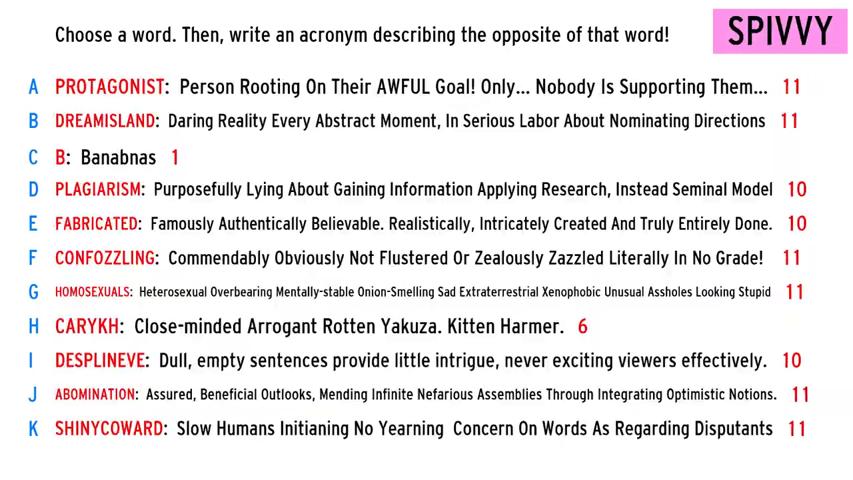 Choose a word. Then, write an acronym describing the opposite of that word!
SPIVVY
A PROTAGONIST: Person Rooting On Their AWFUL Goal! Only... Nobody Is Supporting Them... 11
B DREAMISLAND: Daring Reality Every Abstract Moment, In Serious Labor About Nominating Directions 11
C B: Banabnas 1
D PLAGIARISM: Purposefully Lying About Gaining Information Applying Research, Instead Seminal Model 10
E FABRICATED: Famously Authentically Believable. Realistically, Intricately Created And Truly Entirely Done. 10
F CONFOZZLING: Commendably Obviously Not Flustered Or Zealously Zazzled Literally In No Grade! 11
G HOMOSEXUALS: Heterosexual Overbearing Mentally-stable Onion-Smelling Sad Extraterrestrial Xenophobic Unusual Assholes Looking Stupid 11
H CARYKH: Close-minded Arrogant Rotten Yakuza. Kitten Harmer. 6
I DESPLINEVE: Dull, empty sentences provide little intrigue, never exciting viewers effectively. 10
J ABOMINATION: Assured, Beneficial Outlooks, Mending Infinite Nefarious Assemblies Through Integrating Optimistic Notions. 11
K SHINYCOWARD: Slow Humans Initianing No Yearning Concern On Words As Regarding Disputants 11